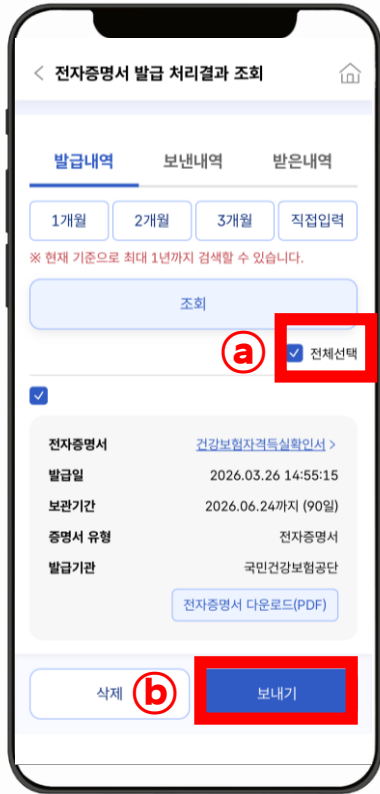 < 전자증명서 발급 처리결과 조회
발급내역 보낸내역 받은내역
1개월 2개월 3개월 직접입력
※ 현재 기준으로 최대 1년까지 검색할 수 있습니다.
조회
ⓐ 전체선택
전자증명서 건강보험자격득실확인서 >
발급일 2026.03.26 14:55:15
보관기간 2026.06.24까지 (90일)
증명서 유형 전자증명서
발급기관 국민건강보험공단
전자증명서 다운로드(PDF)
삭제 ⓑ 보내기